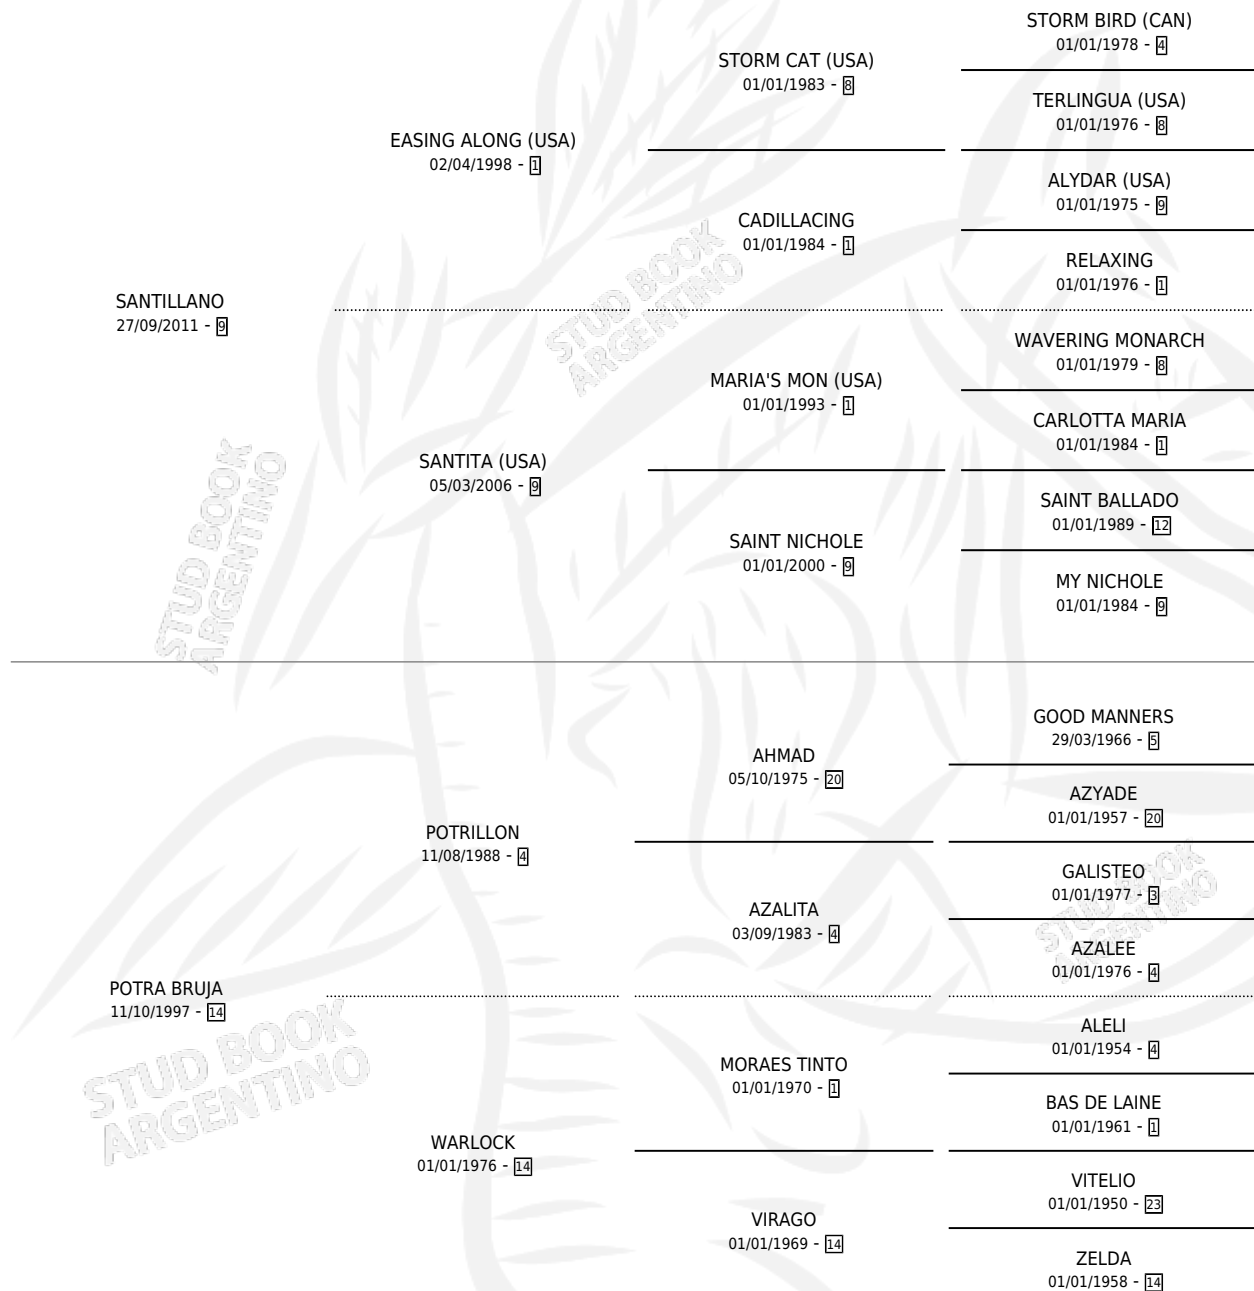 STORM BIRD (CAN)
01/01/1978 - 4
STORM CAT (USA)
01/01/1983 - 8
TERLINGUA (USA)
01/01/1976 - 8
EASING ALONG (USA)
02/04/1998 - 1
ALYDAR (USA)
01/01/1975 - 9
CADILLACING
01/01/1984 - 1
RELAXING
01/01/1976 - 1
SANTILLANO
27/09/2011 - 9
STUD BOOK
ARGENTINO
WAVERING MONARCH
01/01/1979 - 8
MARIA'S MON (USA)
01/01/1993 - 1
CARLOTTA MARIA
01/01/1984 - 1
SANTITA (USA)
05/03/2006 - 9
SAINT BALLADO
01/01/1989 - 12
SAINT NICHOLE
01/01/2000 - 9
MY NICHOLE
01/01/1984 - 9
STUD BOOK
ARGENTINO
GOOD MANNERS
29/03/1966 - 5
AHMAD
05/10/1975 - 20
AZYADE
01/01/1957 - 20
POTRILLON
11/08/1988 - 4
GALISTEO
01/01/1977 - 3
AZALITA
03/09/1983 - 4
STUD BOOK
ARGENTINO
AZALEE
01/01/1976 - 4
POTRA BRUJA
11/10/1997 - 14
ALELI
01/01/1954 - 4
MORAES TINTO
01/01/1970 - 1
STUD BOOK
ARGENTINO
BAS DE LAINE
01/01/1961 - 1
WARLOCK
01/01/1976 - 14
VITELIO
01/01/1950 - 23
VIRAGO
01/01/1969 - 14
ZELDA
01/01/1958 - 14